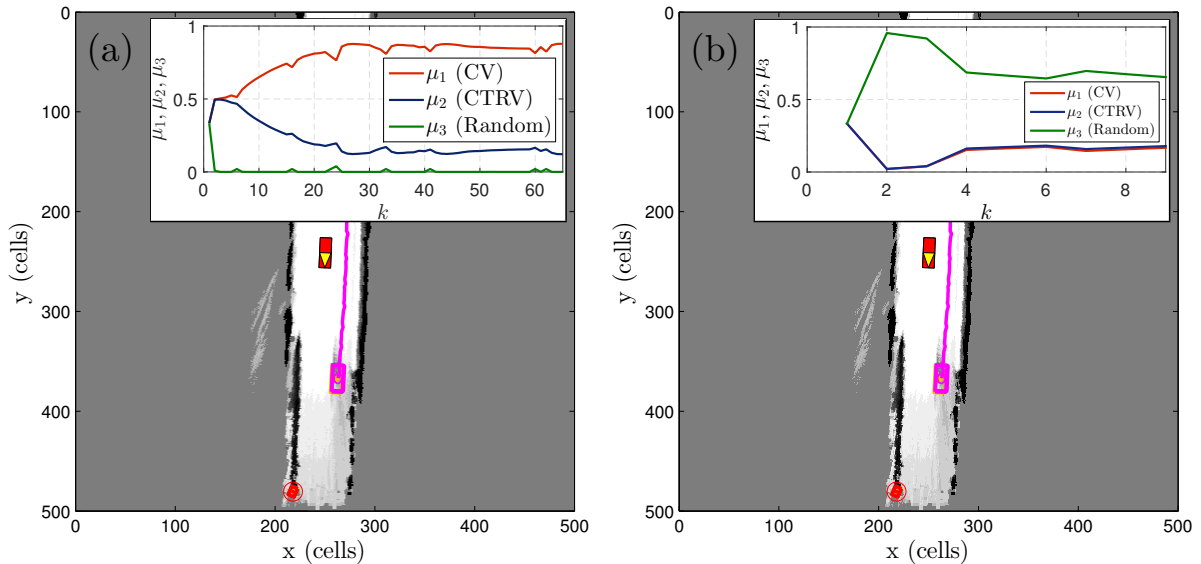 (a)
μ₁, μ₂, μ₃
1
0.5
0
0 10 20 30 40 50 60
k
μ₁ (CV)
μ₂ (CTRV)
μ₃ (Random)
y (cells)
0
100
200
300
400
500
0 100 200 300 400 500
x (cells)
(b)
μ₁, μ₂, μ₃
1
0.5
0
0 2 4 6 8
k
μ₁ (CV)
μ₂ (CTRV)
μ₃ (Random)
y (cells)
0
100
200
300
400
500
0 100 200 300 400 500
x (cells)